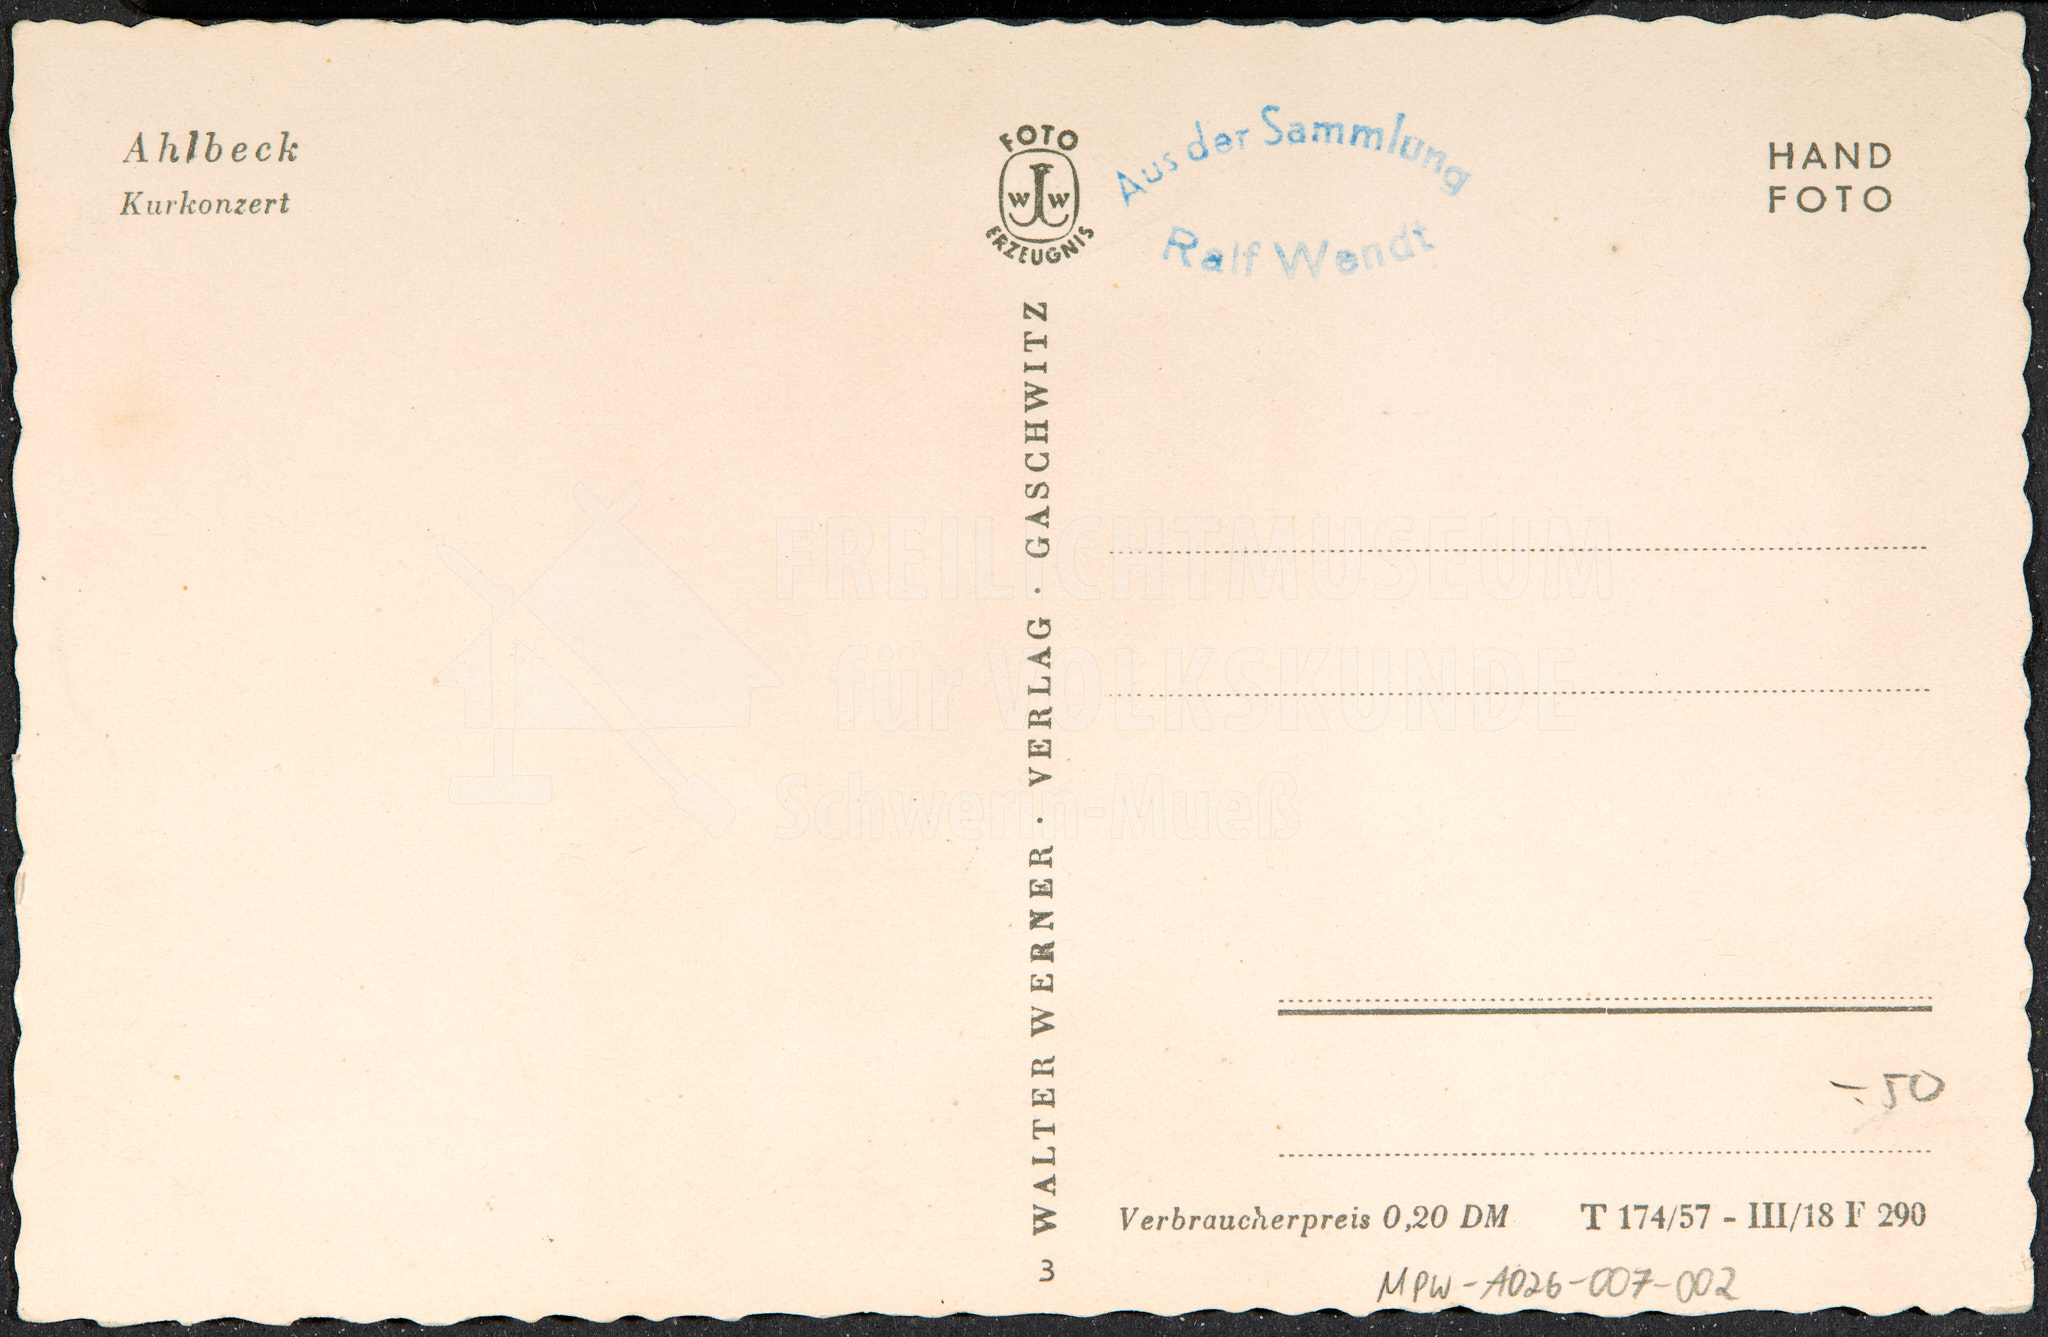 Ahlbeck
Kurkonzert
FOTO
W W
ERZEUGNIS
Aus der Sammlung
Ralf Wendt
HAND
FOTO
WALTER WERNER · VERLAG · GASCHWITZ
3
FREILICHTMUSEUM
für VOLKSKUNDE
Schwerin-Mueß
-.50
Verbraucherpreis 0,20 DM
T 174/57 - III/18 F 290
MPW-A026-007-002